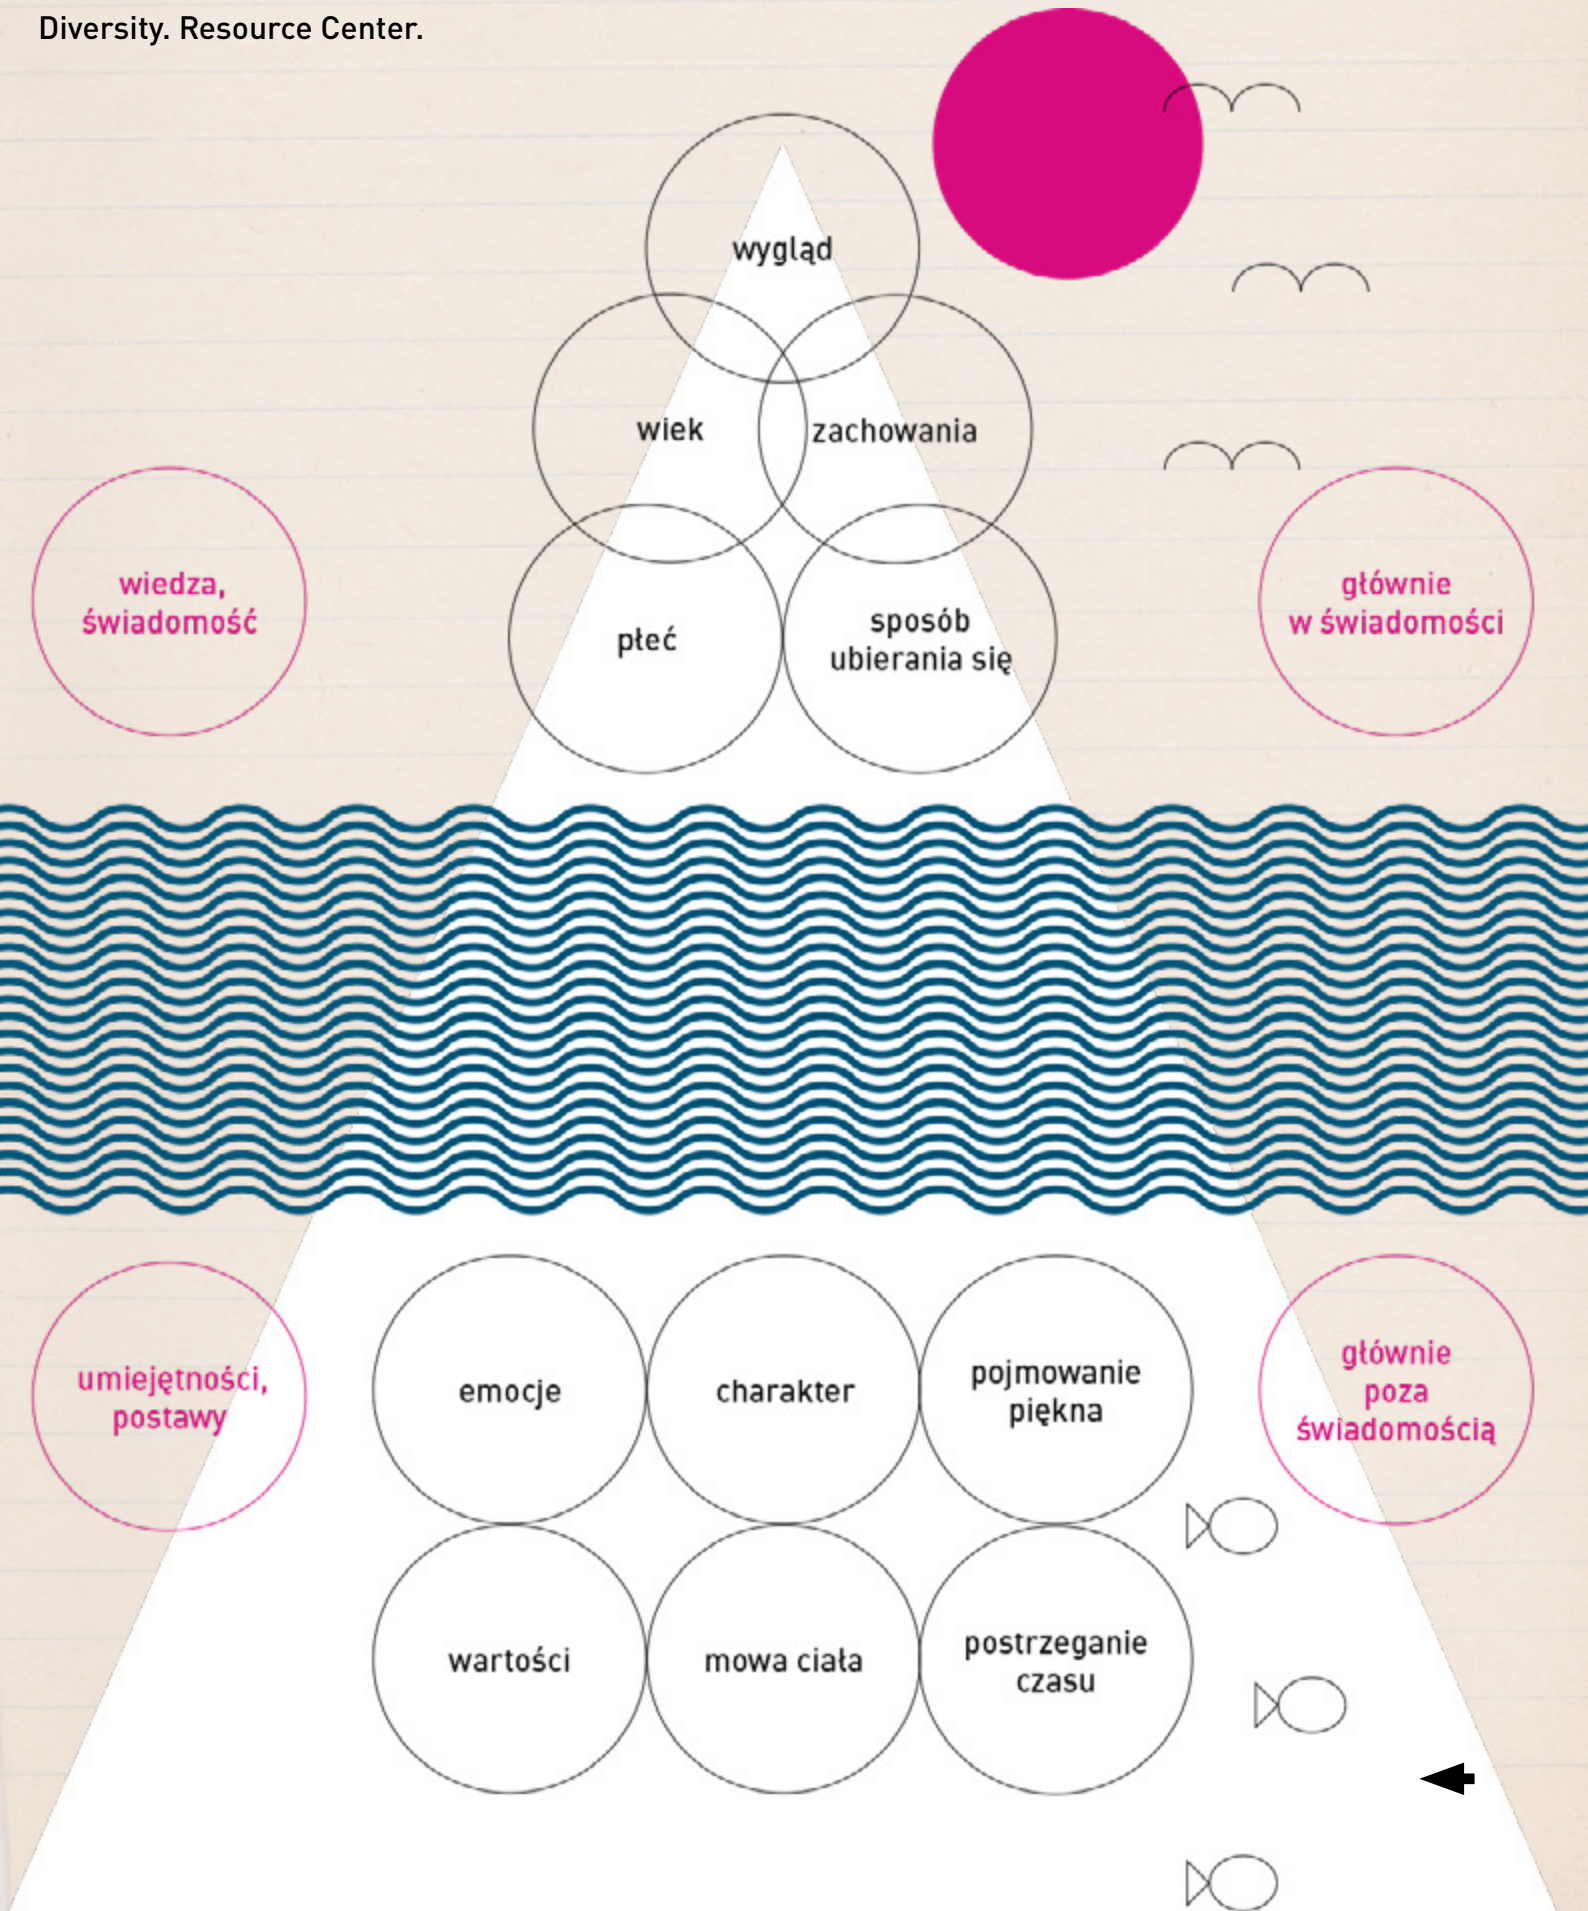 Diversity. Resource Center.
wygląd
wiek
zachowania
wiedza,
świadomość
głównie
w świadomości
płeć
sposób
ubierania się
umiejętności,
postawy
emocje
charakter
pojmowanie
piękna
głównie
poza
świadomością
wartości
mowa ciała
postrzeganie
czasu